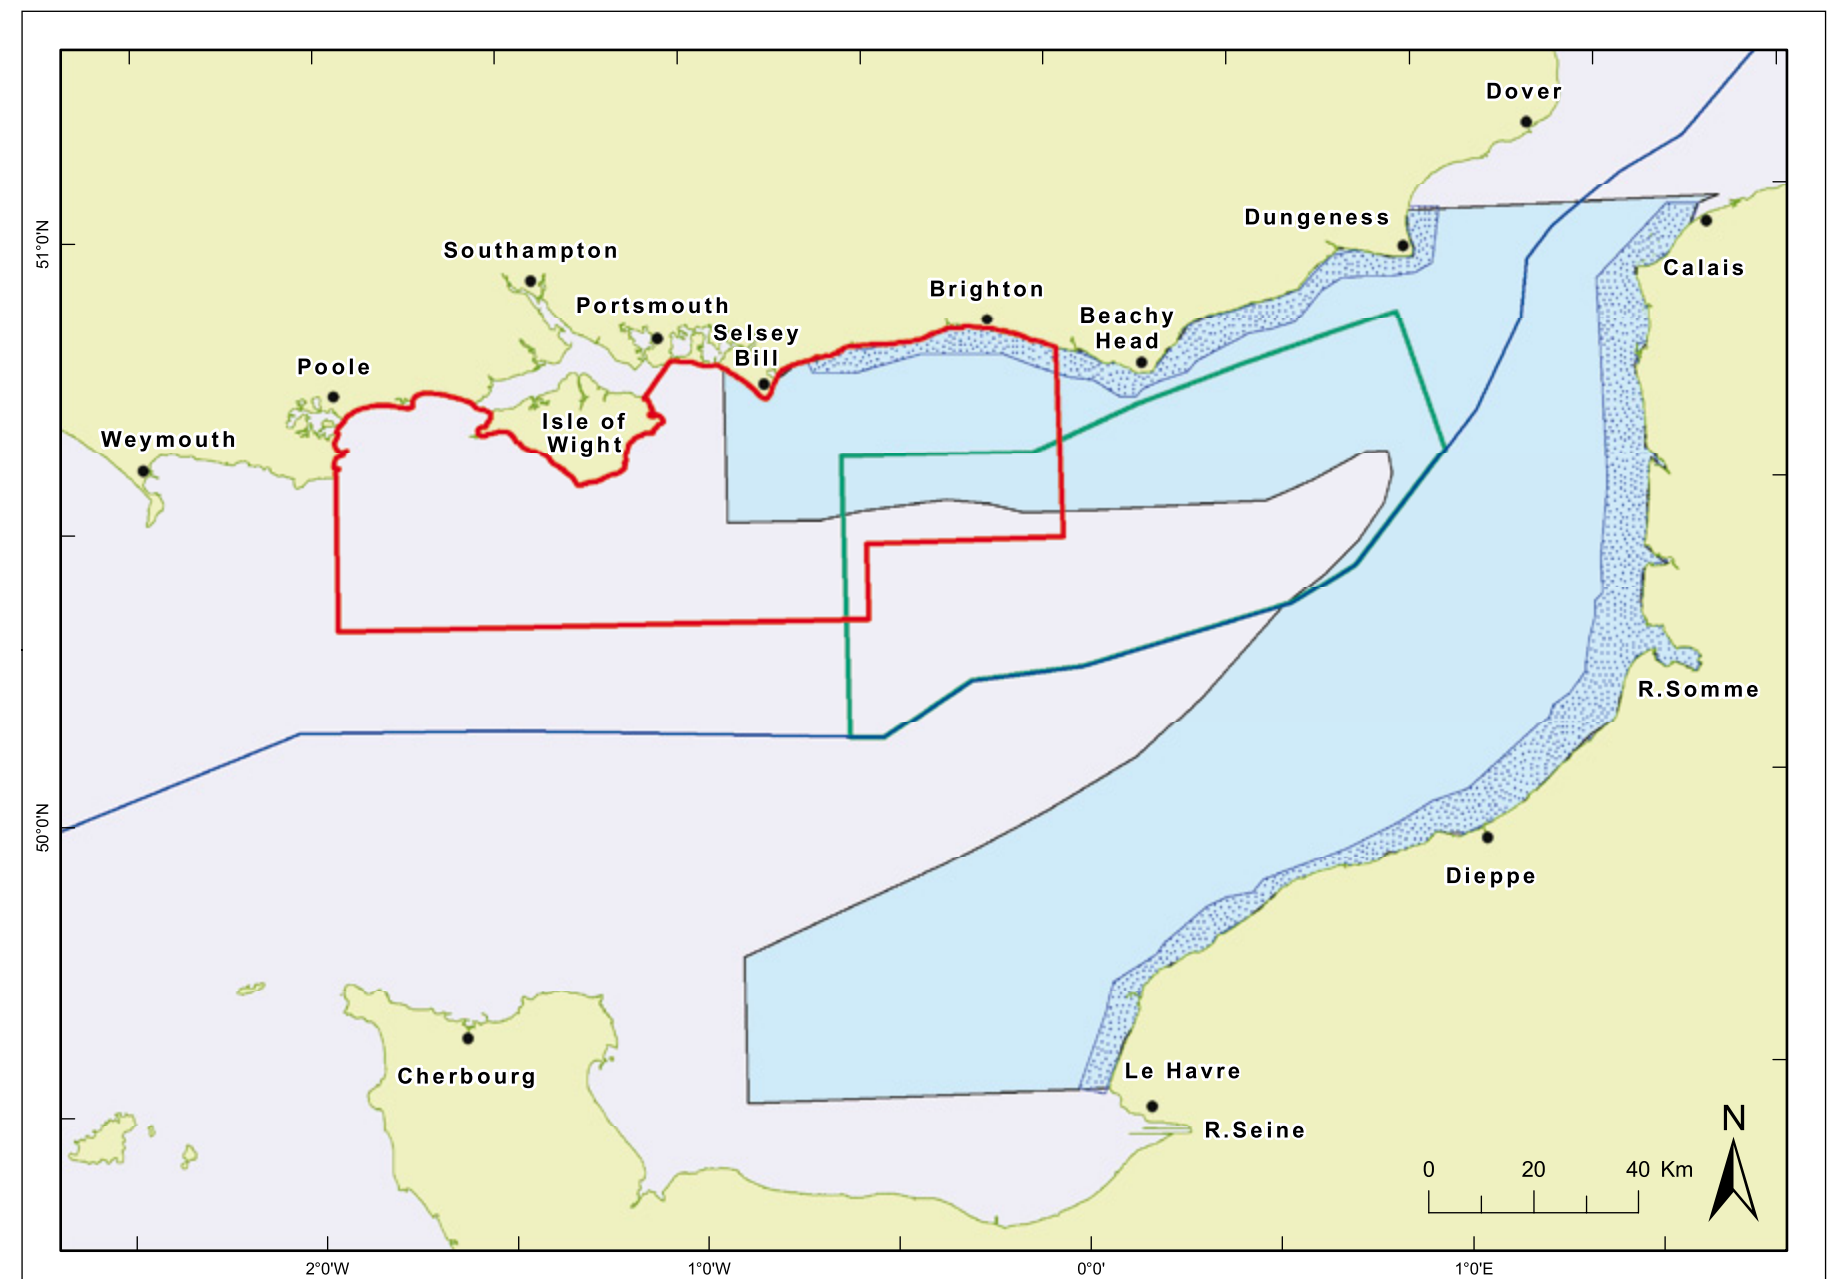 Dover
Dungeness
51°0'N
Southampton
Calais
Brighton
Portsmouth
Beachy
Head
Selsey
Bill
Poole
Isle of
Wight
Weymouth
R.Somme
50°0'N
Dieppe
Cherbourg
Le Havre
R.Seine
N
0 20 40 Km
2°0'W 1°0'W 0°0' 1°0'E